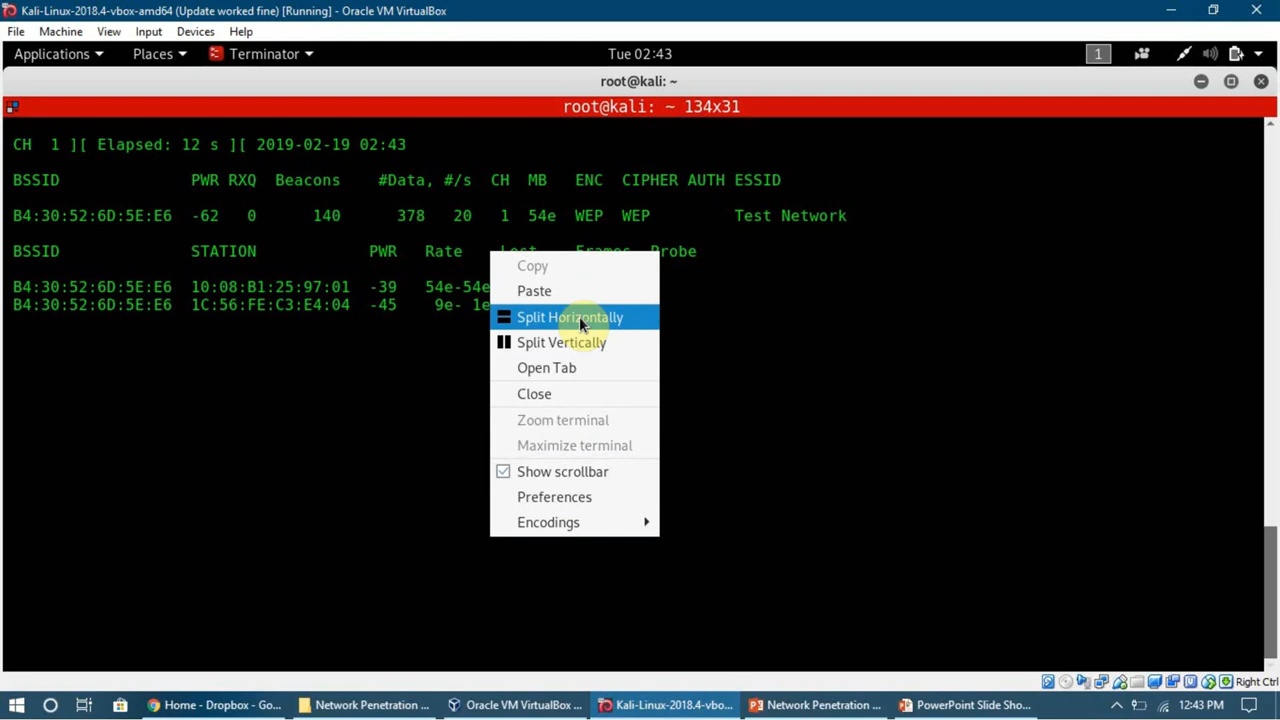 Kali-Linux-2018.4-vbox-amd64 (Update worked fine) [Running] - Oracle VM VirtualBox
File Machine View Input Devices Help
Applications Places Terminator Tue 02:43 1
root@kali: ~
root@kali: ~ 134x31
CH 1 ][ Elapsed: 12 s ][ 2019-02-19 02:43
BSSID PWR RXQ Beacons #Data, #/s CH MB ENC CIPHER AUTH ESSID
B4:30:52:6D:5E:E6 -62 0 140 378 20 1 54e WEP WEP Test Network
BSSID STATION PWR Rate Lost Frames Probe
B4:30:52:6D:5E:E6 10:08:B1:25:97:01 -39 54e-54e
B4:30:52:6D:5E:E6 1C:56:FE:C3:E4:04 -45 9e- 1e
Copy
Paste
Split Horizontally
Split Vertically
Open Tab
Close
Zoom terminal
Maximize terminal
Show scrollbar
Preferences
Encodings
Right Ctrl
Home - Dropbox - Go... Network Penetration ... Oracle VM VirtualBox ... Kali-Linux-2018.4-vbo... Network Penetration ... PowerPoint Slide Sho... 12:43 PM